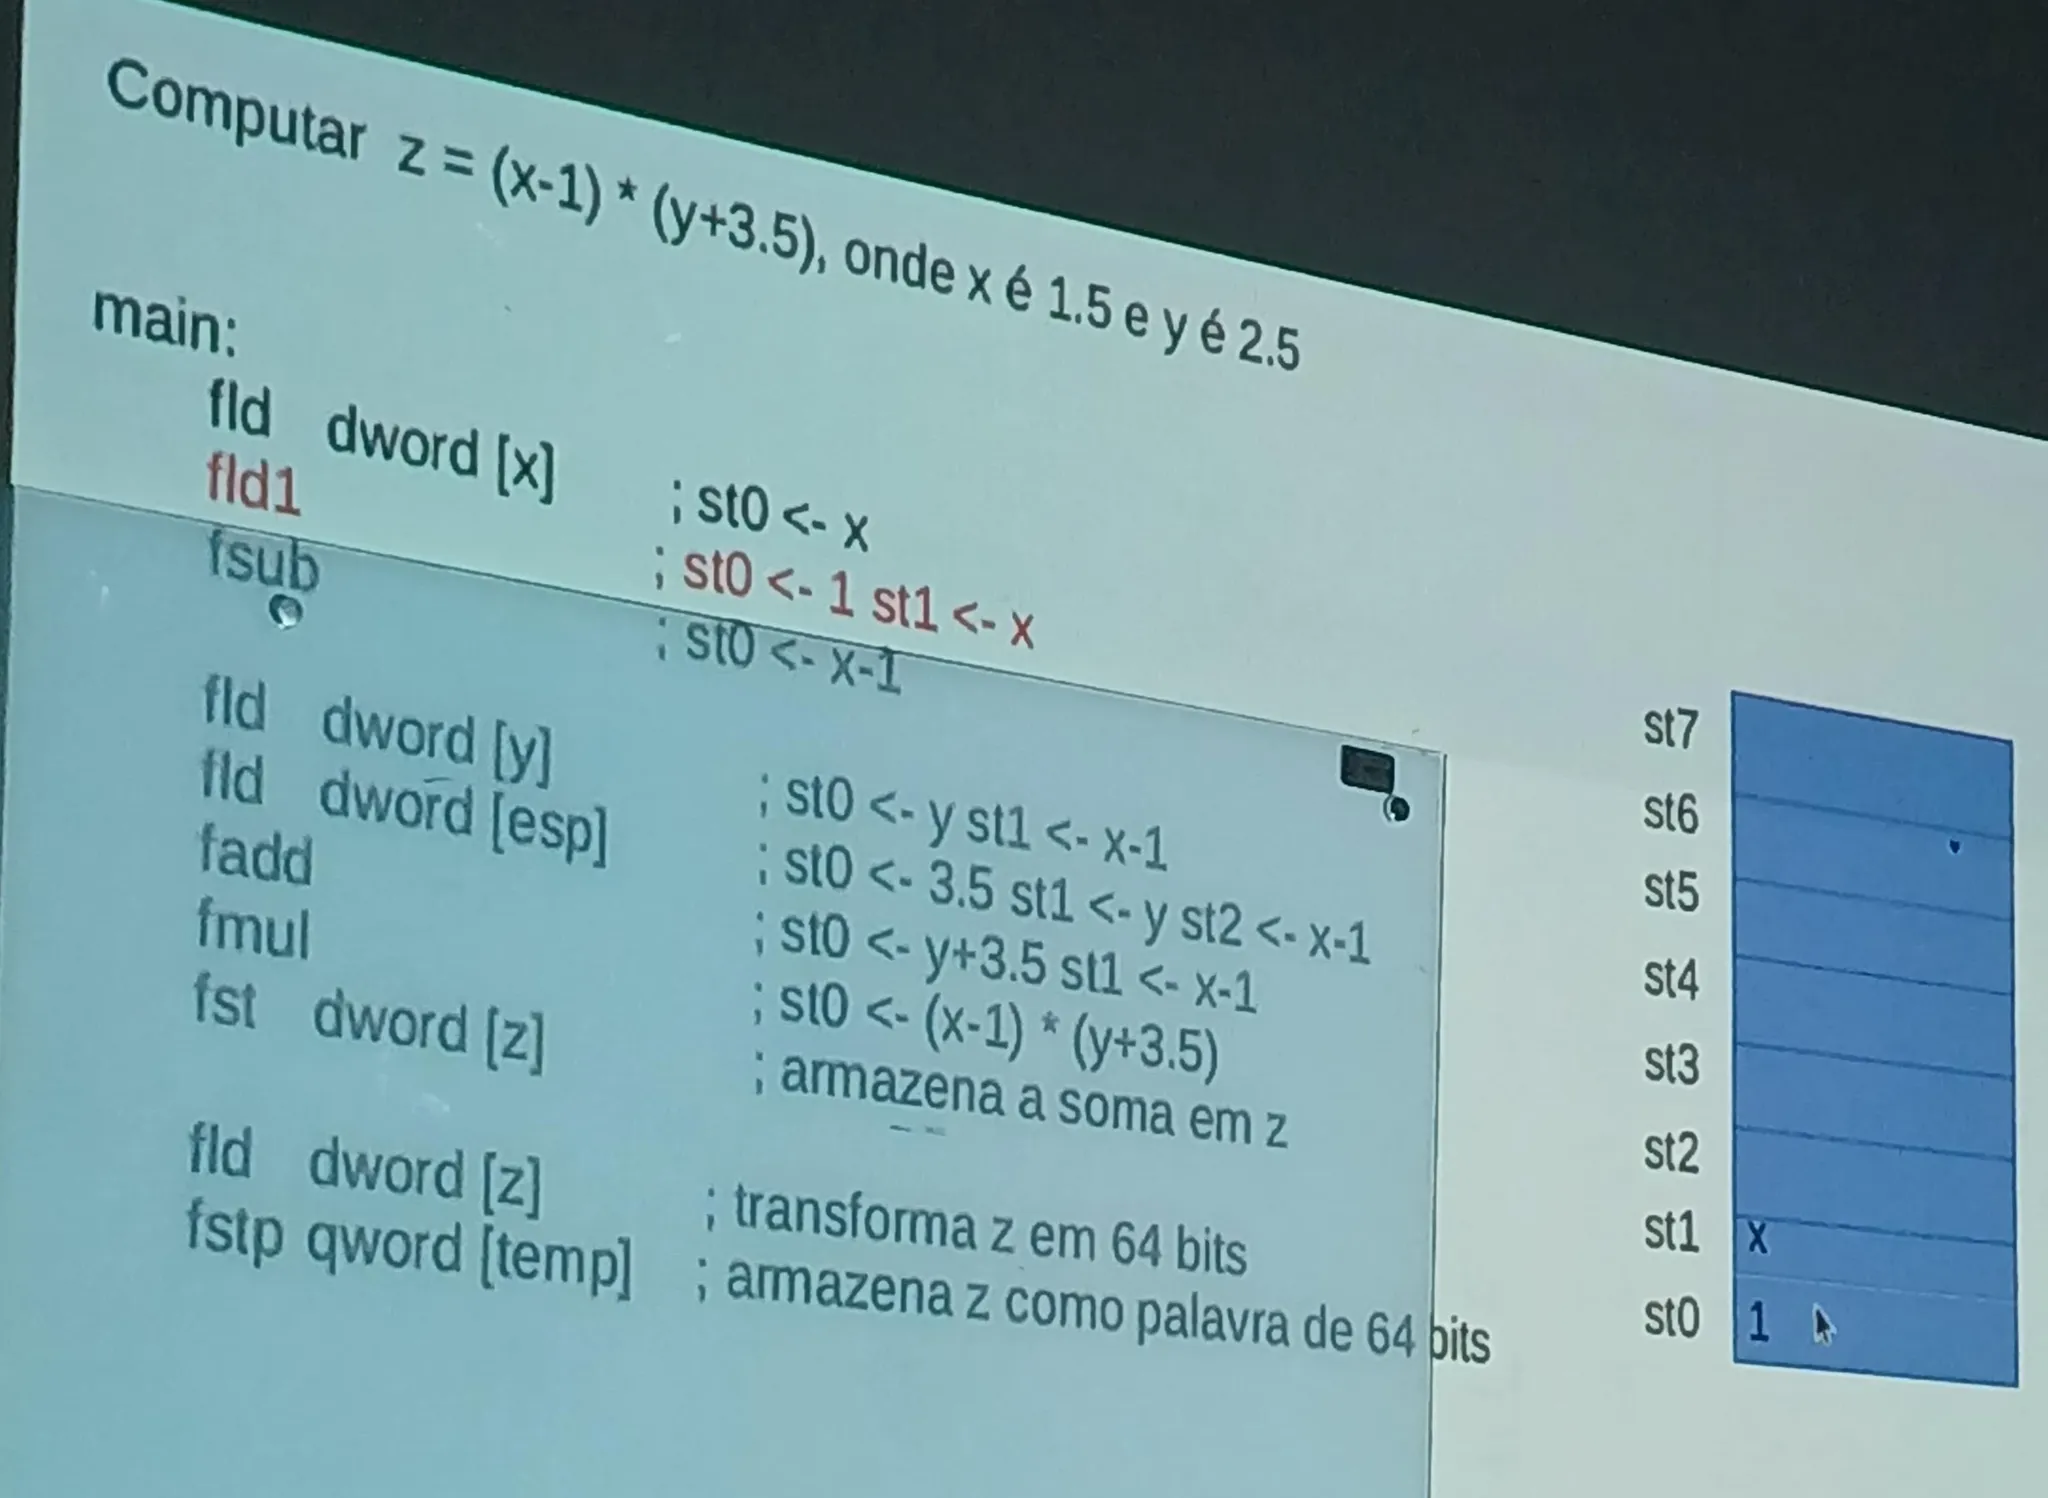 Computar z = (x-1) * (y+3.5), onde x é 1.5 e y é 2.5
main:
fld dword [x] ; st0 <- x
fld1 ; st0 <- 1 st1 <- x
fsub ; st0 <- x-1
fld dword [y] ; st0 <- y st1 <- x-1
fld dword [esp] ; st0 <- 3.5 st1 <- y st2 <- x-1
fadd ; st0 <- y+3.5 st1 <- x-1
fmul ; st0 <- (x-1) * (y+3.5)
fst dword [z] ; armazena a soma em z
fld dword [z] ; transforma z em 64 bits
fstp qword [temp] ; armazena z como palavra de 64 bits
st7
st6
st5
st4
st3
st2
st1 x
st0 1